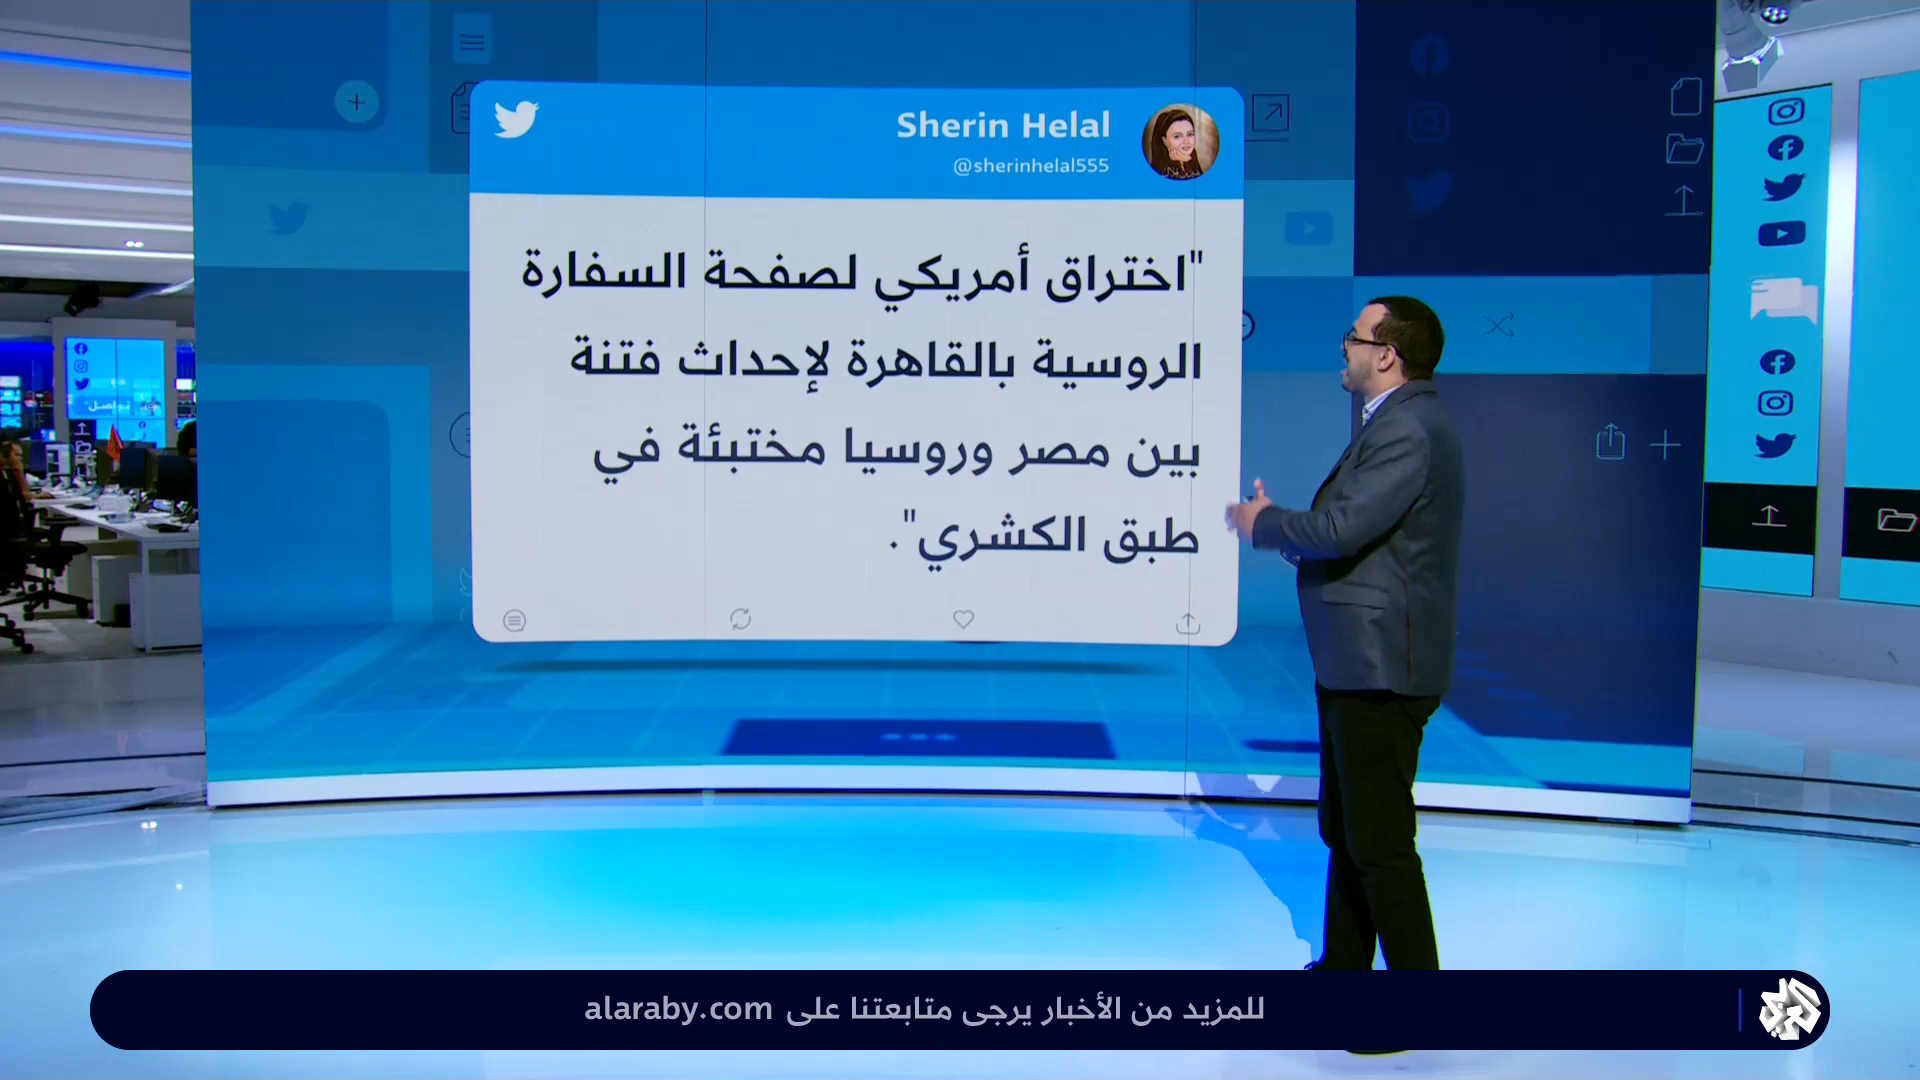 Sherin Helal
@sherinhelal555
"اختراق أمريكي لصفحة السفارة
الروسية بالقاهرة لإحداث فتنة
بين مصر وروسيا مختبئة في
طبق الكشري".
تواصل
للمزيد من الأخبار يرجى متابعتنا على alaraby.com